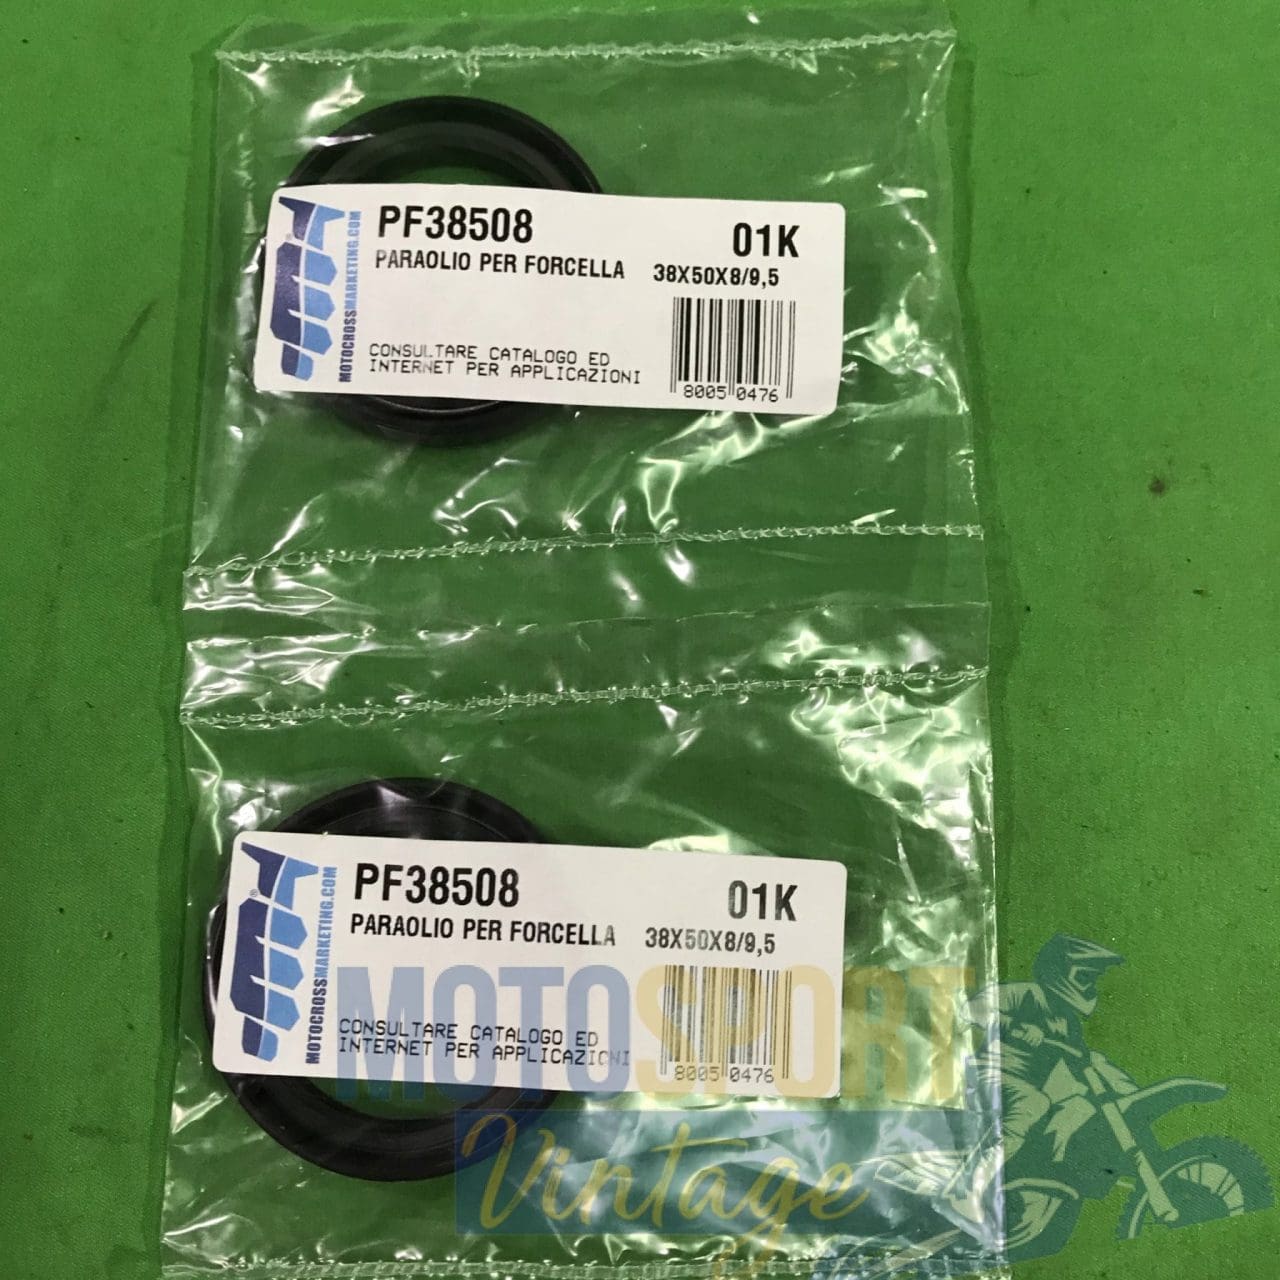 PF38508 01K
PARAOLIO PER FORCELLA 38X50X8/9,5
MOTOCROSSMARKETING.COM
CONSULTARE CATALOGO ED
INTERNET PER APPLICAZIONI
8005 0476
PF38508 01K
PARAOLIO PER FORCELLA 38X50X8/9,5
MOTOCROSSMARKETING.COM
CONSULTARE CATALOGO ED
INTERNET PER APPLICAZIONI
8005 0476
MOTOSPORT
Vintage